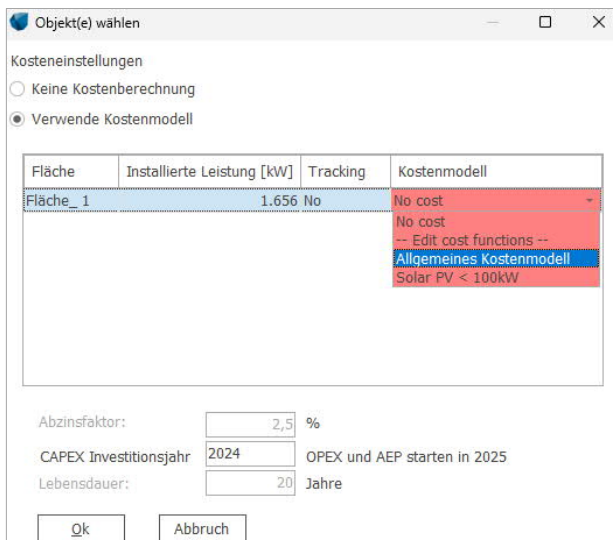 Objekt(e) wählen
Kosteneinstellungen
Keine Kostenberechnung
Verwende Kostenmodell
Fläche Installierte Leistung [kW] Tracking Kostenmodell
Fläche_ 1 1.656 No No cost
No cost
-- Edit cost functions --
Allgemeines Kostenmodell
Solar PV < 100kW
Abzinsfaktor: 2,5 %
CAPEX Investitionsjahr 2024 OPEX und AEP starten in 2025
Lebensdauer: 20 Jahre
Ok Abbruch